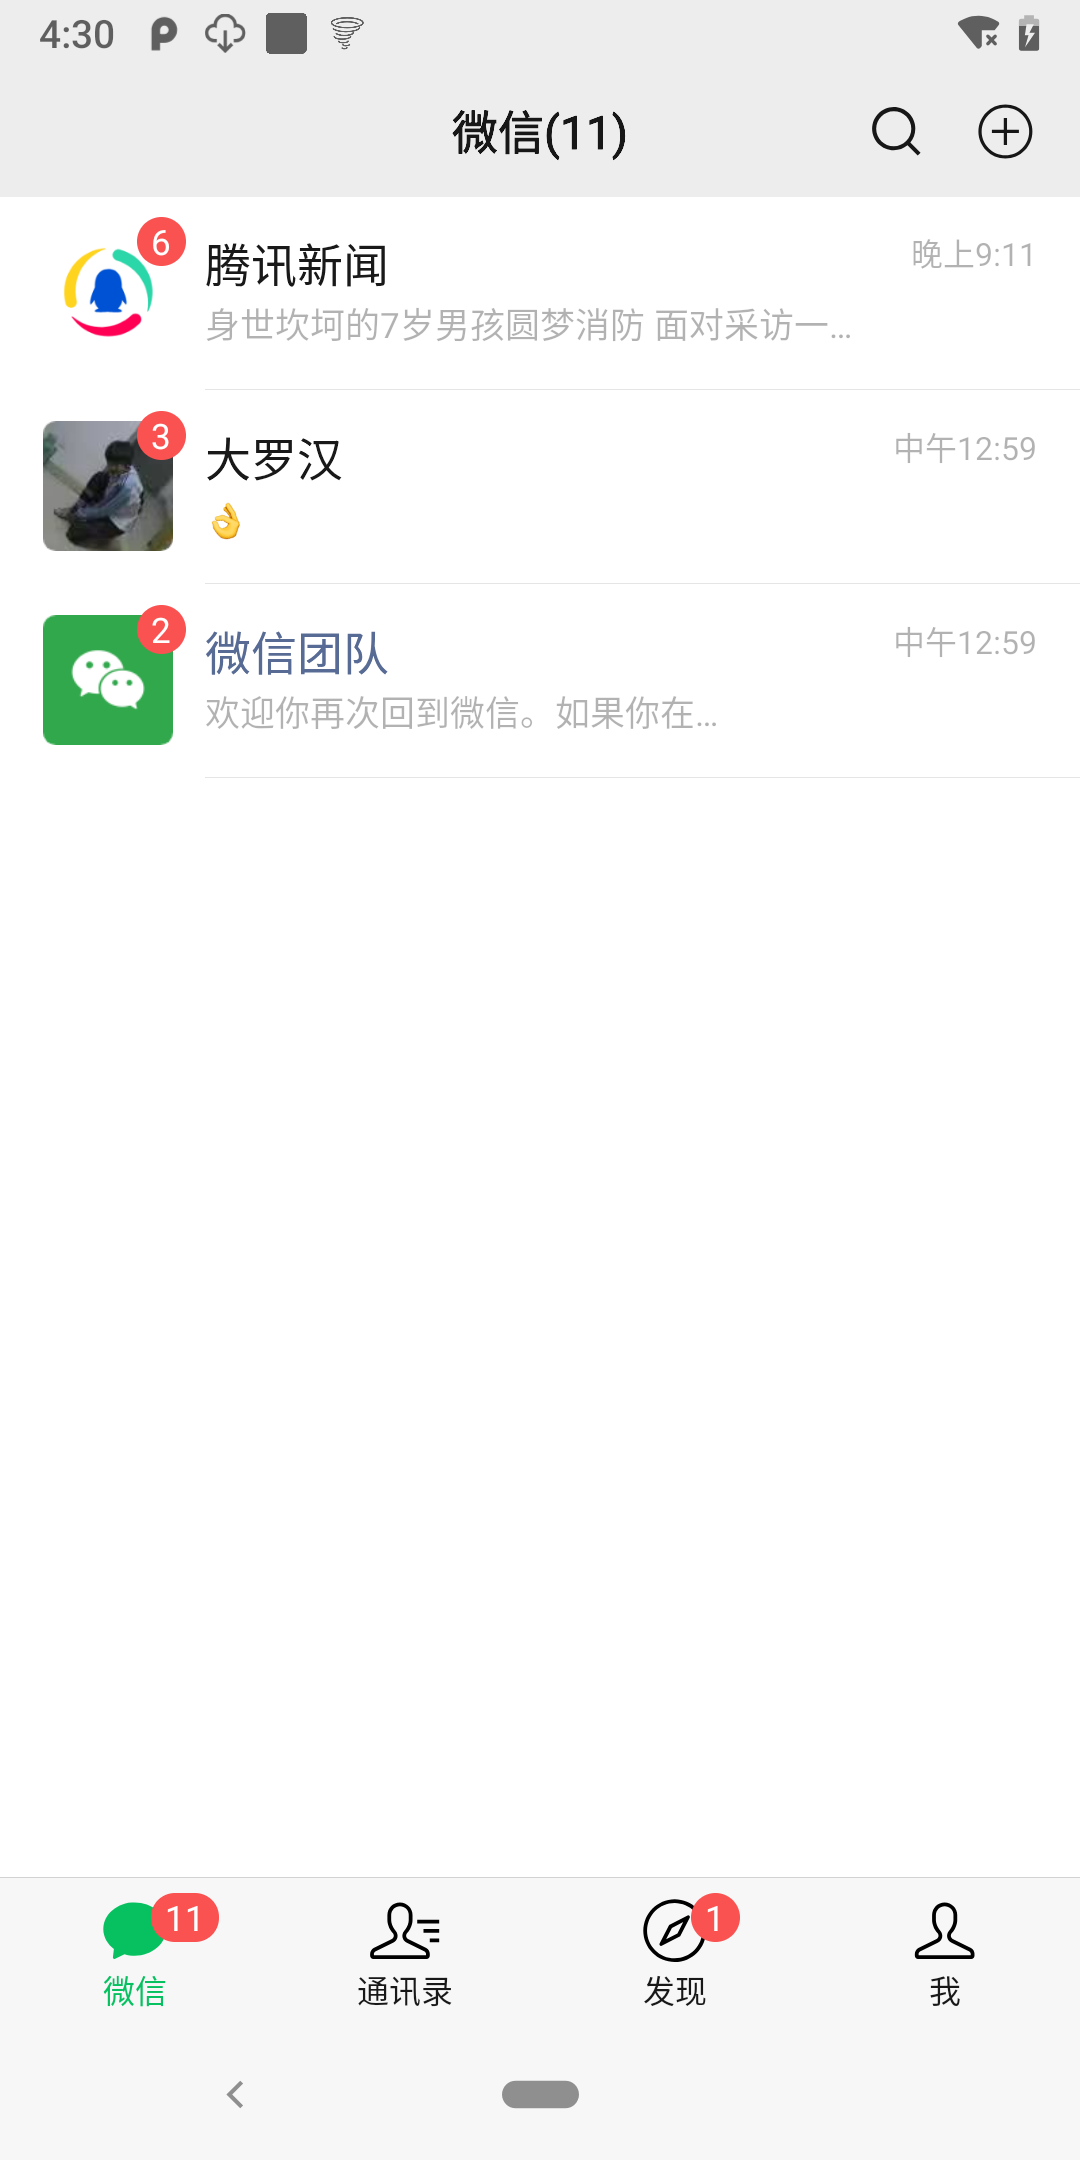 4:30
微信(11)
6
腾讯新闻
晚上9:11
身世坎坷的7岁男孩圆梦消防 面对采访一...
3
大罗汉
中午12:59
👌
2
微信团队
中午12:59
欢迎你再次回到微信。如果你在...
11
1
微信
通讯录
发现
我